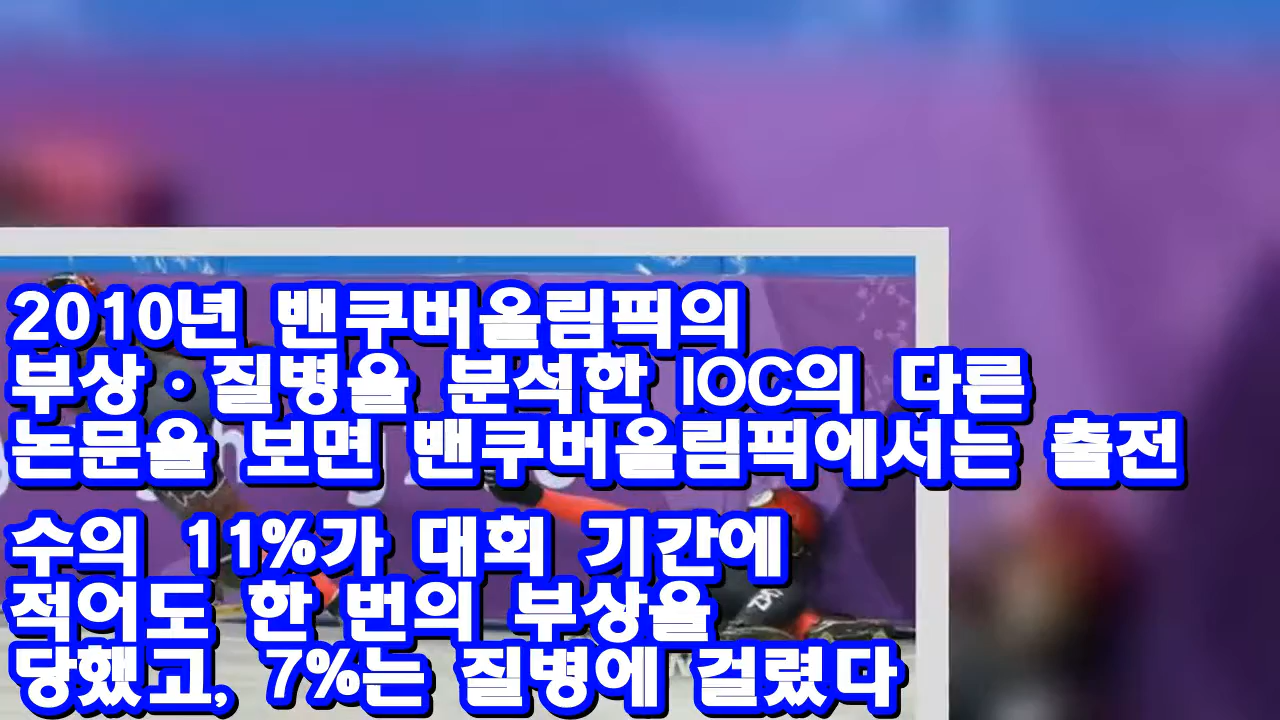 2010년 밴쿠버올림픽의
부상·질병을 분석한 IOC의 다른
논문을 보면 밴쿠버올림픽에서는 출전
수의 11%가 대회 기간에
적어도 한 번의 부상을
당했고, 7%는 질병에 걸렸다